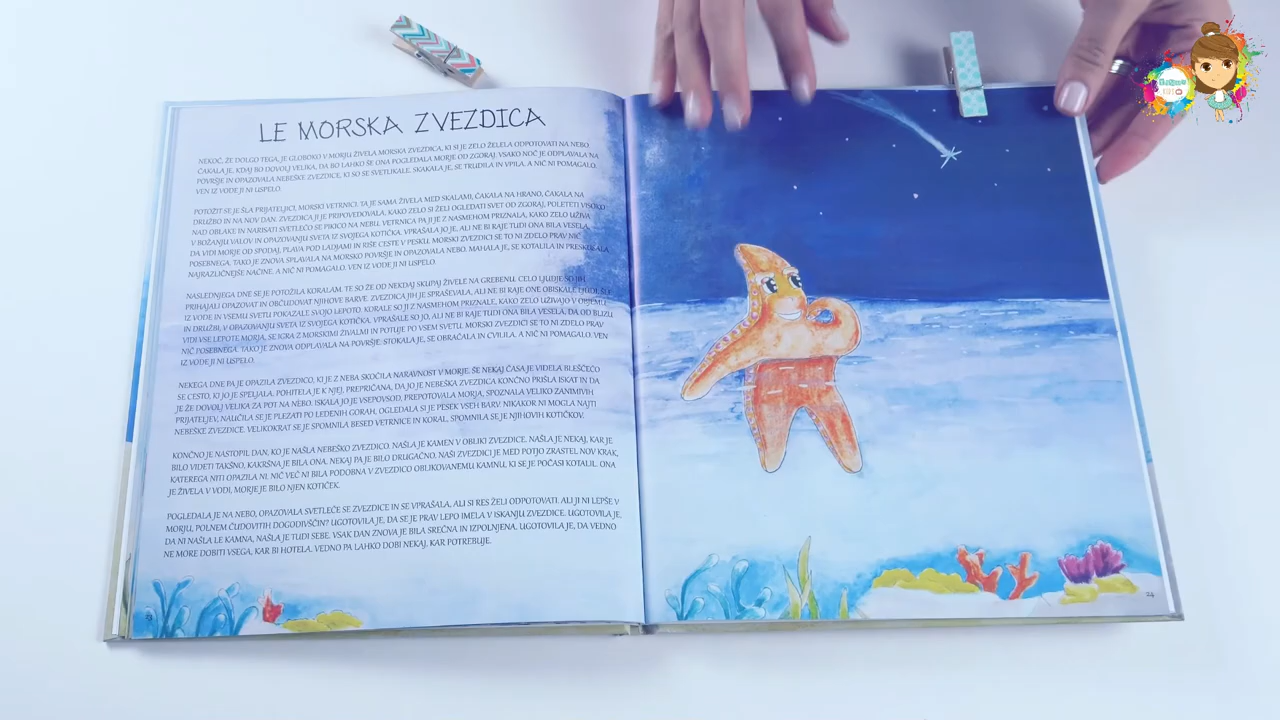 LE MORSKA ZVEZDICA
NEKOČ, ŽE DOLGO TEGA, JE GLOBOKO V MORJU ŽIVELA MORSKA ZVEZDICA, KI SI JE ZELO ŽELELA ODPOTOVATI NA NEBO.
ČAKALA JE, KDAJ BO DOVOLJ VELIKA, DA BO LAHKO ŠE ONA POGLEDALA MORJE OD ZGORAJ. VSAKO NOČ JE ODPLAVALA NA
POVRŠJE IN OPAZOVALA NEBEŠKE ZVEZDICE, KI SO SE SVETLIKALE. SKAKALA JE, SE TRUDILA IN VPILA, A NIČ NI POMAGALO.
VEN IZ VODE JI NI USPELO.
POTOŽIT SE JE ŠLA PRIJATELJICI, MORSKI VETRNICI. TA JE SAMA ŽIVELA MED SKALAMI, ČAKALA NA HRANO, ČAKALA NA
DRUŽBO IN NA NOV DAN. ZVEZDICA JI JE PRIPOVEDOVALA, KAKO ZELO SI ŽELI OGLEDATI SVET OD ZGORAJ, POLETETI VISOKO
NAD OBLAKE IN NARISATI SVETLEČO SE PIKICO NA NEBU. VETRNICA PA JI JE Z NASMEHOM PRIZNALA, KAKO ZELO UŽIVA
V BOŽANJU VALOV IN OPAZOVANJU SVETA IZ SVOJEGA KOTIČKA. VPRAŠALA JO JE, ALI NE BI RAJE TUDI ONA BILA VESELA,
DA VIDI MORJE OD SPODAJ, PLAVA POD LADJAMI IN RIŠE CESTE V PESKU. MORSKI ZVEZDICI SE TO NI ZDELO PRAV NIČ
POSEBNEGA. TAKO JE ZNOVA SPLAVALA NA MORSKO POVRŠJE IN OPAZOVALA NEBO. MAHALA JE, SE KOTALILA IN PRESKUŠALA
NAJRAZLIČNEJŠE NAČINE. A NIČ NI POMAGALO. VEN IZ VODE JI NI USPELO.
NASLEDNJEGA DNE SE JE POTOŽILA KORALAM. TE SO ŽE OD NEKDAJ SKUPAJ ŽIVELE NA GREBENU. CELO LJUDJE SO JIH
PRIHAJALI OPAZOVAT IN OBČUDOVAT NJIHOVE BARVE. ZVEZDICA JIH JE SPRAŠEVALA, ALI NE BI RAJE ONE OBISKALE LJUDI, ŠLE
IZ VODE IN VSEMU SVETU POKAZALE SVOJO LEPOTO. KORALE SO JI Z NASMEHOM PRIZNALE, KAKO ZELO UŽIVAJO V OBJEMU
IN DRUŽBI, V OPAZOVANJU SVETA IZ SVOJEGA KOTIČKA. VPRAŠALE SO JO, ALI NE BI RAJE TUDI ONA BILA VESELA, DA OD BLIZU
VIDI VSE LEPOTE MORJA, SE IGRA Z MORSKIMI ŽIVALMI IN POTUJE PO VSEM SVETU. MORSKI ZVEZDICI SE TO NI ZDELO PRAV
NIČ POSEBNEGA. TAKO JE ZNOVA ODPLAVALA NA POVRŠJE. STOKALA JE, SE OBRAČALA IN CVILILA. A NIČ NI POMAGALO. VEN
IZ VODE JI NI USPELO.
NEKEGA DNE PA JE OPAZILA ZVEZDICO, KI JE Z NEBA SKOČILA NARAVNOST V MORJE. ŠE NEKAJ ČASA JE VIDELA BLEŠČEČO
SE CESTO, KI JO JE SPELJALA. POHITELA JE K NJEJ, PREPRIČANA, DA JO JE NEBEŠKA ZVEZDICA KONČNO PRIŠLA ISKAT IN DA
JE ŽE DOVOLJ VELIKA ZA POT NA NEBO. ISKALA JO JE VSEPOVSOD, PREPOTOVALA MORJA, SPOZNALA VELIKO ZANIMIVIH
PRIJATELJEV, NAUČILA SE JE PLEZATI PO LEDENIH GORAH, OGLEDALA SI JE PESEK VSEH BARV. NIKAKOR NI MOGLA NAJTI
NEBEŠKE ZVEZDICE. VELIKOKRAT SE JE SPOMNILA BESED VETRNICE IN KORAL, SPOMNILA SE JE NJIHOVIH KOTIČKOV.
KONČNO JE NASTOPIL DAN, KO JE NAŠLA NEBEŠKO ZVEZDICO. NAŠLA JE KAMEN V OBLIKI ZVEZDICE. NAŠLA JE NEKAJ, KAR JE
BILO VIDETI TAKŠNO, KAKRŠNA JE BILA ONA. NEKAJ PA JE BILO DRUGAČNO. NAŠI ZVEZDICI JE MED POTJO ZRASTEL NOV KRAK,
KATEREGA NITI OPAZILA NI. NIČ VEČ NI BILA PODOBNA V ZVEZDICO OBLIKOVANEMU KAMNU, KI SE JE POČASI KOTALIL. ONA
JE ŽIVELA V VODI, MORJE JE BILO NJEN KOTIČEK.
POGLEDALA JE NA NEBO, OPAZOVALA SVETLEČE SE ZVEZDICE IN SE VPRAŠALA, ALI SI RES ŽELI ODPOTOVATI. ALI JI NI LEPŠE V
MORJU, POLNEM ČUDOVITIH DOGODIVŠČIN? UGOTOVILA JE, DA SE JE PRAV LEPO IMELA V ISKANJU ZVEZDICE. UGOTOVILA JE,
DA NI NAŠLA LE KAMNA, NAŠLA JE TUDI SEBE. VSAK DAN ZNOVA JE BILA SREČNA IN IZPOLNJENA. UGOTOVILA JE, DA VEDNO
NE MORE DOBITI VSEGA, KAR BI HOTELA. VEDNO PA LAHKO DOBI NEKAJ, KAR POTREBUJE.
23
24